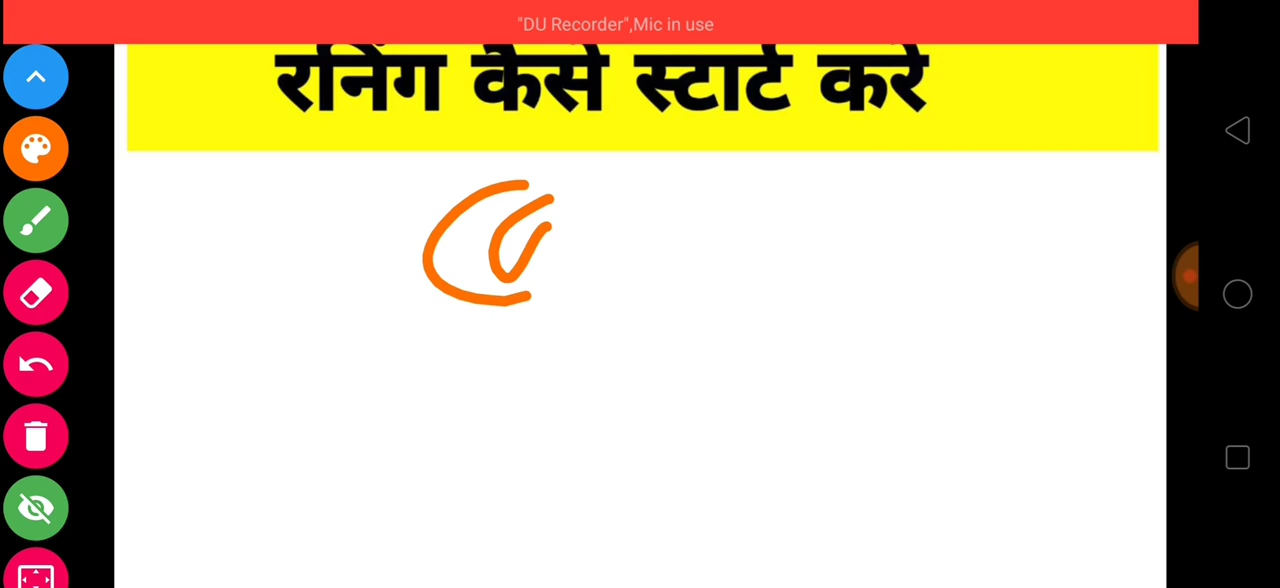 "DU Recorder",Mic in use
रनिंग कैसे स्टार्ट करे